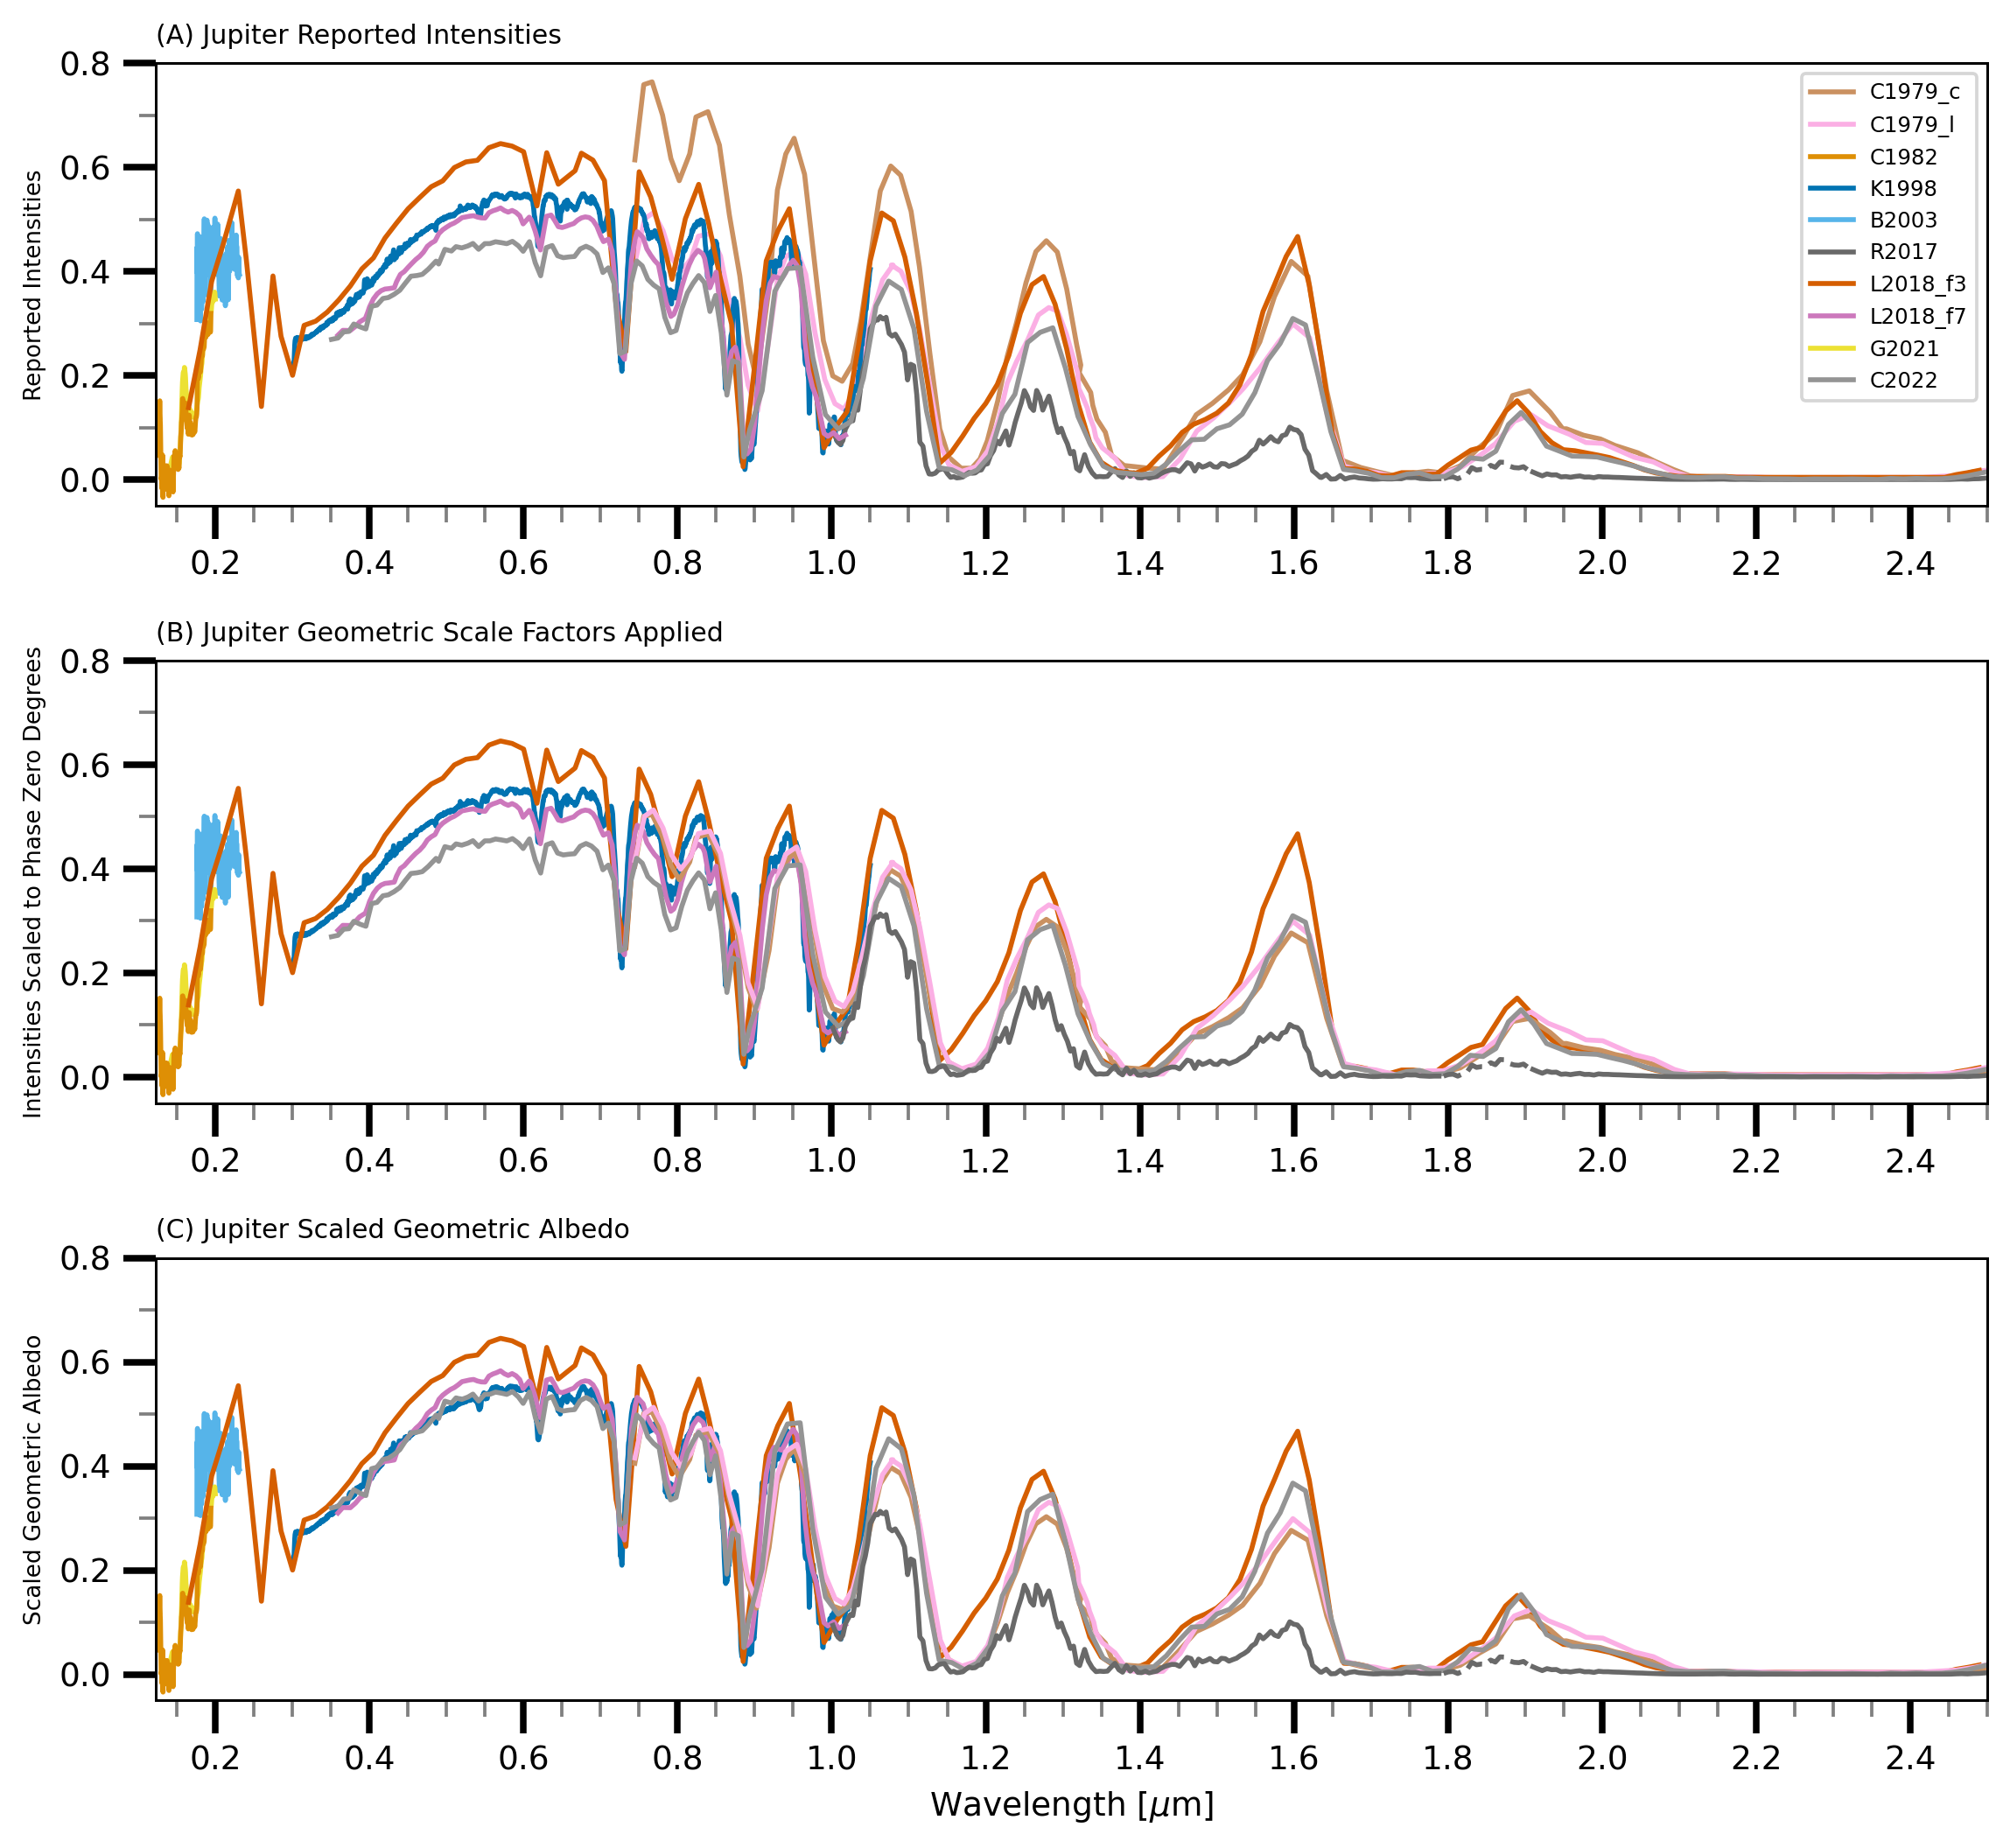 (A) Jupiter Reported Intensities
Reported Intensities
0.8
0.6
0.4
0.2
0.0
C1979_c
C1979_l
C1982
K1998
B2003
R2017
L2018_f3
L2018_f7
G2021
C2022
0.2 0.4 0.6 0.8 1.0 1.2 1.4 1.6 1.8 2.0 2.2 2.4
(B) Jupiter Geometric Scale Factors Applied
Intensities Scaled to Phase Zero Degrees
0.8
0.6
0.4
0.2
0.0
0.2 0.4 0.6 0.8 1.0 1.2 1.4 1.6 1.8 2.0 2.2 2.4
(C) Jupiter Scaled Geometric Albedo
Scaled Geometric Albedo
0.8
0.6
0.4
0.2
0.0
0.2 0.4 0.6 0.8 1.0 1.2 1.4 1.6 1.8 2.0 2.2 2.4
Wavelength [μm]